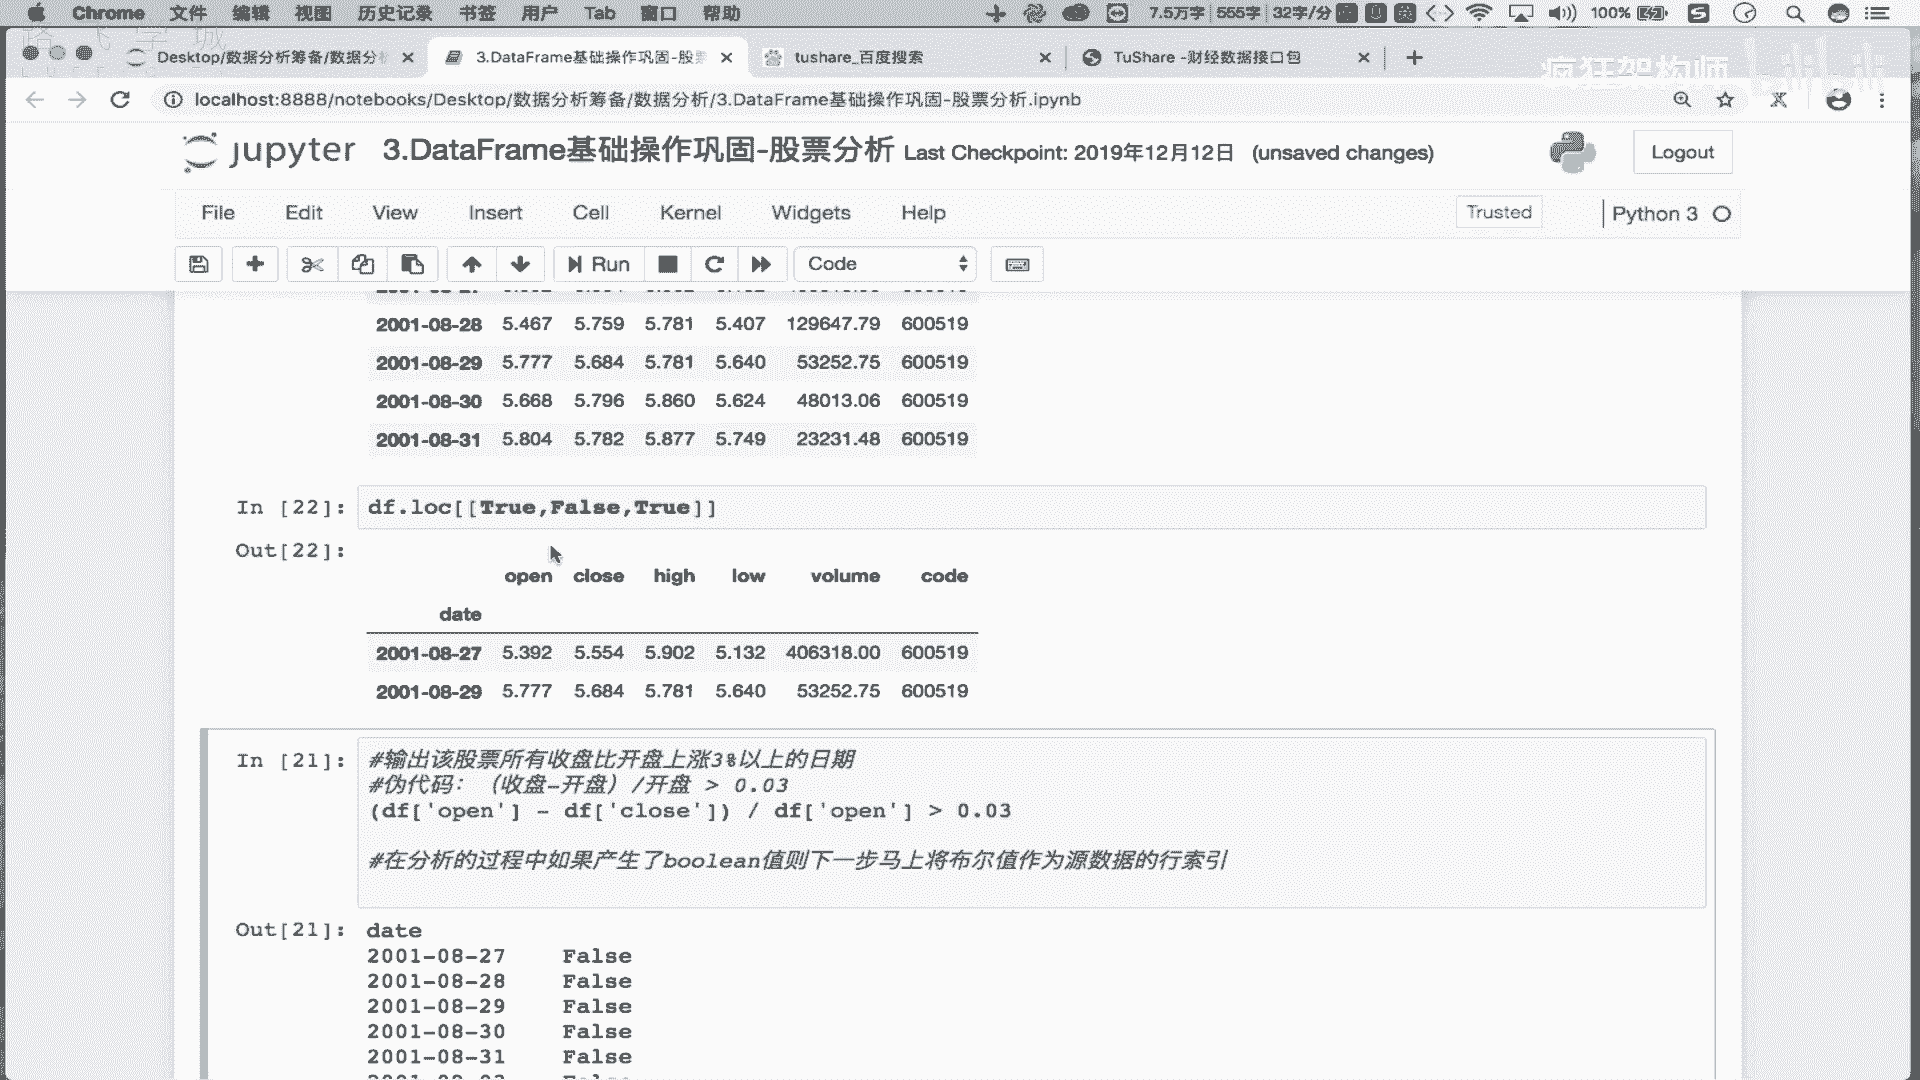 Chrome 文件 编辑 视图 历史记录 书签 用户 Tab 窗口 帮助 7.5万字 555字 32字/分 100%
Desktop/数据分析筹备/数据分析
3.DataFrame基础操作巩固-股票
tushare_百度搜索
TuShare -财经数据接口包
疯狂架构师
localhost:8888/notebooks/Desktop/数据分析筹备/数据分析/3.DataFrame基础操作巩固-股票分析.ipynb
jupyter 3.DataFrame基础操作巩固-股票分析 Last Checkpoint: 2019年12月12日 (unsaved changes) Logout
File Edit View Insert Cell Kernel Widgets Help Trusted Python 3
Run Code
2001-08-28 5.467 5.759 5.781 5.407 129647.79 600519
2001-08-29 5.777 5.684 5.781 5.640 53252.75 600519
2001-08-30 5.668 5.796 5.860 5.624 48013.06 600519
2001-08-31 5.804 5.782 5.877 5.749 23231.48 600519
In [22]: df.loc[[True,False,True]]
Out[22]:
open close high low volume code
date
2001-08-27 5.392 5.554 5.902 5.132 406318.00 600519
2001-08-29 5.777 5.684 5.781 5.640 53252.75 600519
In [21]: #输出该股票所有收盘比开盘上涨3%以上的日期
#伪代码：（收盘-开盘）/开盘 > 0.03
(df['open'] - df['close']) / df['open'] > 0.03
#在分析的过程中如果产生了boolean值则下一步马上将布尔值作为源数据的行索引
Out[21]: date
2001-08-27 False
2001-08-28 False
2001-08-29 False
2001-08-30 False
2001-08-31 False